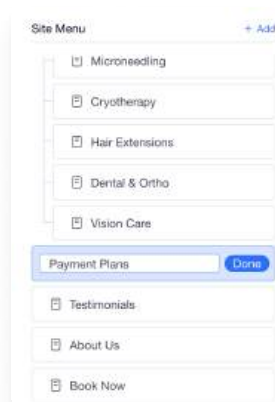 Site Menu
+ Add
Microneedling
Cryotherapy
Hair Extensions
Dental & Ortho
Vision Care
Payment Plans
Done
Testimonials
About Us
Book Now